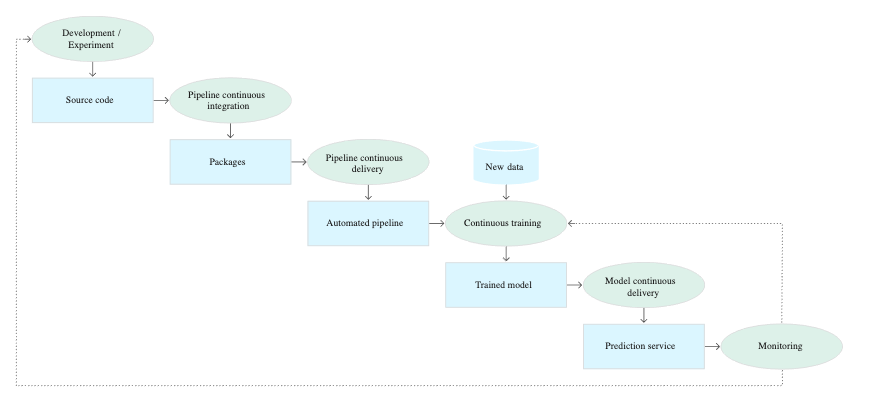 Development /
Experiment
Source code
Pipeline continuous
integration
Packages
Pipeline continuous
delivery
New data
Automated pipeline
Continuous training
Trained model
Model continuous
delivery
Prediction service
Monitoring